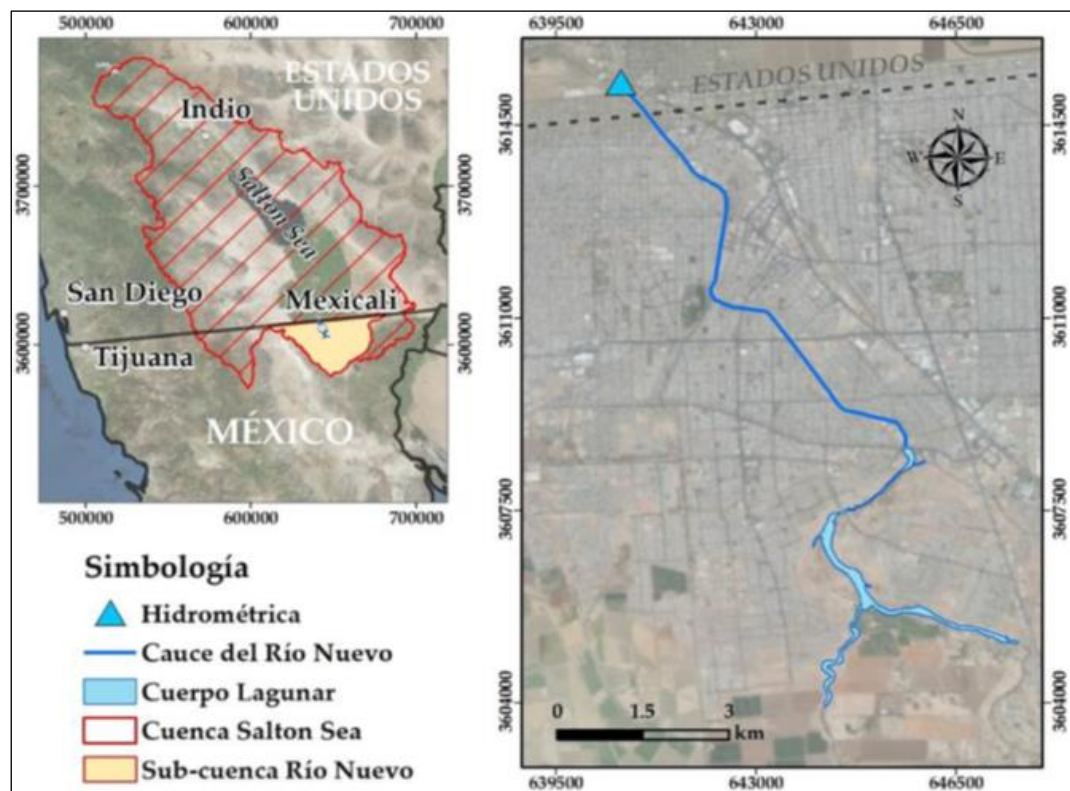 500000 600000 700000
ESTADOS
UNIDOS
Indio
Salton Sea
San Diego
Mexicali
Tijuana
MÉXICO
3700000
3600000
3700000
3600000
500000 600000 700000
Simbología
Hidrométrica
Cauce del Río Nuevo
Cuerpo Lagunar
Cuenca Salton Sea
Sub-cuenca Río Nuevo
639500 643000 646500
ESTADOS UNIDOS
N
W E
S
3614500
3611000
3607500
3604000
3614500
3611000
3607500
3604000
0 1.5 3
km
639500 643000 646500